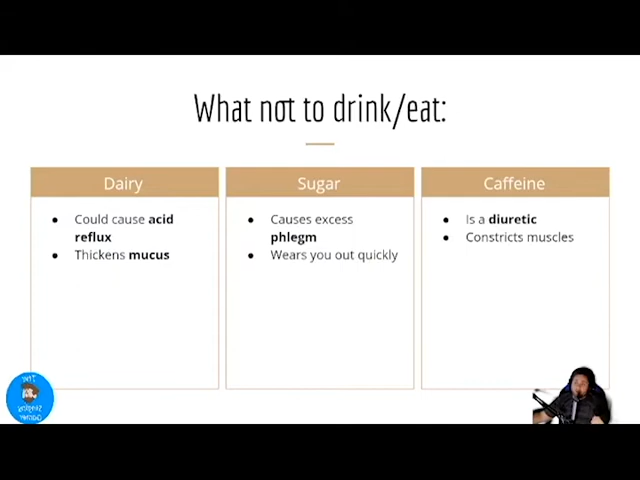 What not to drink/eat:
Dairy
● Could cause acid
reflux
● Thickens mucus
Sugar
● Causes excess
phlegm
● Wears you out quickly
Caffeine
● Is a diuretic
● Constricts muscles